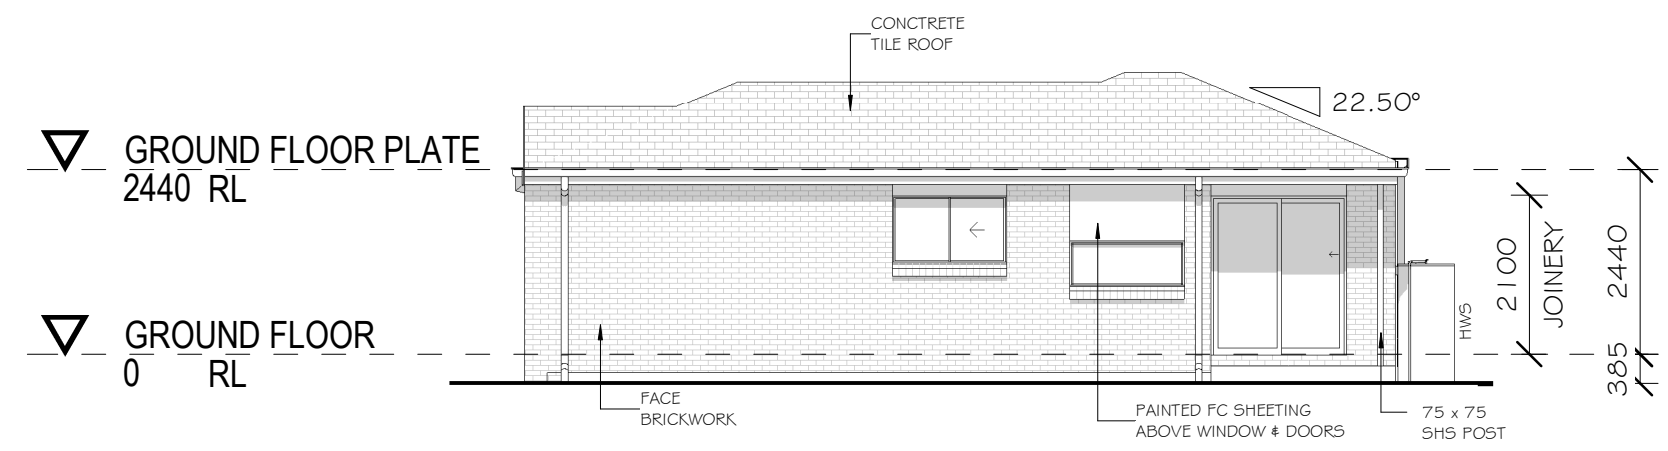 CONCTRETE
TILE ROOF
22.50°
GROUND FLOOR PLATE
2440 RL
GROUND FLOOR
0 RL
2100
JOINERY
2440
385
HWS
FACE
BRICKWORK
PAINTED FC SHEETING
ABOVE WINDOW & DOORS
75 x 75
SHS POST